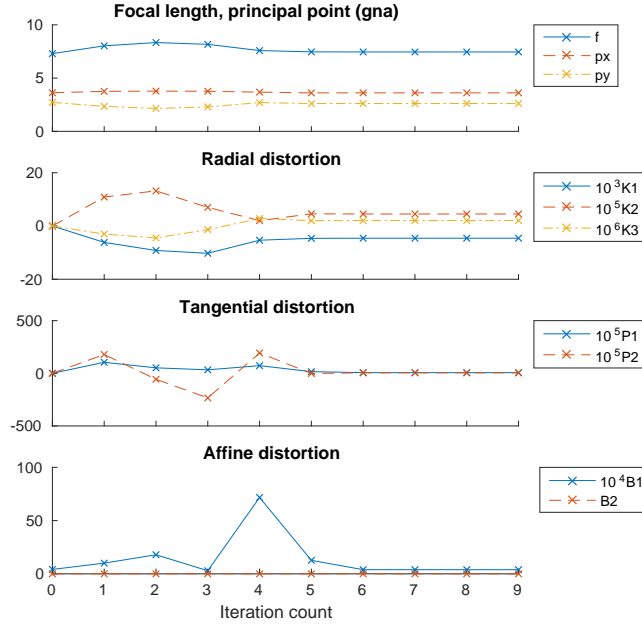 Focal length, principal point (gna)
10
5
0
f
px
py
Radial distortion
20
0
-20
10^3K1
10^5K2
10^6K3
Tangential distortion
500
0
-500
10^5P1
10^5P2
Affine distortion
100
50
0
10^4B1
B2
0 1 2 3 4 5 6 7 8 9
Iteration count